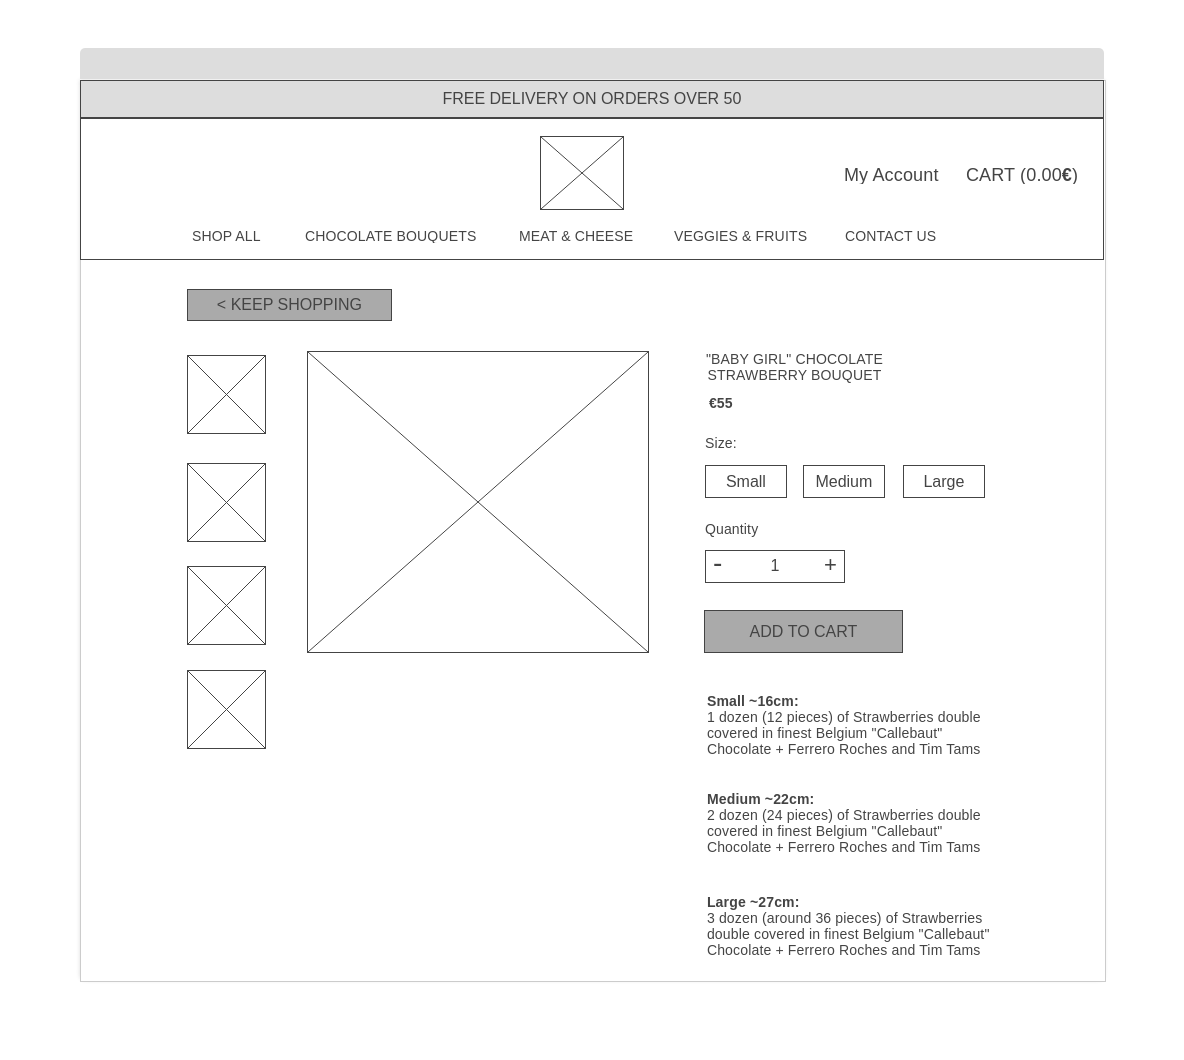 FREE DELIVERY ON ORDERS OVER 50
My Account CART (0.00€)
SHOP ALL CHOCOLATE BOUQUETS MEAT & CHEESE VEGGIES & FRUITS CONTACT US
< KEEP SHOPPING
"BABY GIRL" CHOCOLATE
STRAWBERRY BOUQUET
€55
Size:
Small Medium Large
Quantity
- 1 +
ADD TO CART
Small ~16cm:
1 dozen (12 pieces) of Strawberries double
covered in finest Belgium "Callebaut"
Chocolate + Ferrero Roches and Tim Tams
Medium ~22cm:
2 dozen (24 pieces) of Strawberries double
covered in finest Belgium "Callebaut"
Chocolate + Ferrero Roches and Tim Tams
Large ~27cm:
3 dozen (around 36 pieces) of Strawberries
double covered in finest Belgium "Callebaut"
Chocolate + Ferrero Roches and Tim Tams